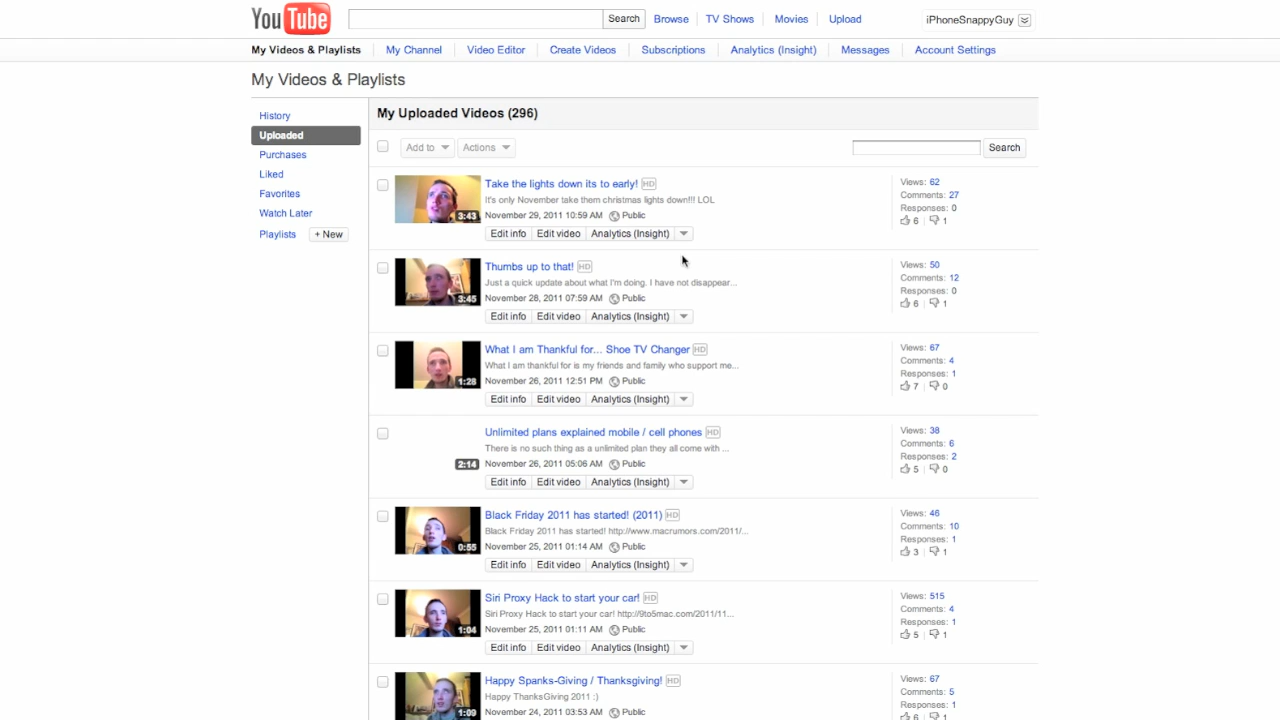 YouTube Search Browse TV Shows Movies Upload iPhoneSnappyGuy
My Videos & Playlists My Channel Video Editor Create Videos Subscriptions Analytics (Insight) Messages Account Settings
My Videos & Playlists
History
Uploaded
Purchases
Liked
Favorites
Watch Later
Playlists + New
My Uploaded Videos (296)
Add to Actions Search
Take the lights down its to early! HD
It's only November take them christmas lights down!!! LOL
3:43 November 29, 2011 10:59 AM Public
Edit info Edit video Analytics (Insight)
Views: 62
Comments: 27
Responses: 0
6 1
Thumbs up to that! HD
Just a quick update about what I'm doing. I have not disappear...
3:45 November 28, 2011 07:59 AM Public
Edit info Edit video Analytics (Insight)
Views: 50
Comments: 12
Responses: 0
6 1
What I am Thankful for... Shoe TV Changer HD
What I am thankful for is my friends and family who support me...
1:28 November 26, 2011 12:51 PM Public
Edit info Edit video Analytics (Insight)
Views: 67
Comments: 4
Responses: 1
7 0
Unlimited plans explained mobile / cell phones HD
There is no such thing as a unlimited plan they all come with ...
2:14 November 26, 2011 05:06 AM Public
Edit info Edit video Analytics (Insight)
Views: 38
Comments: 6
Responses: 2
5 0
Black Friday 2011 has started! (2011) HD
Black Friday 2011 has started! http://www.macrumors.com/2011/...
0:55 November 25, 2011 01:14 AM Public
Edit info Edit video Analytics (Insight)
Views: 46
Comments: 10
Responses: 1
3 1
Siri Proxy Hack to start your car! HD
Siri Proxy Hack to start your car! http://9to5mac.com/2011/11...
1:04 November 25, 2011 01:11 AM Public
Edit info Edit video Analytics (Insight)
Views: 515
Comments: 4
Responses: 1
5 1
Happy Spanks-Giving / Thanksgiving! HD
Happy ThanksGiving 2011 :)
1:09 November 24, 2011 03:53 AM Public
Views: 67
Comments: 5
Responses: 1
6 1